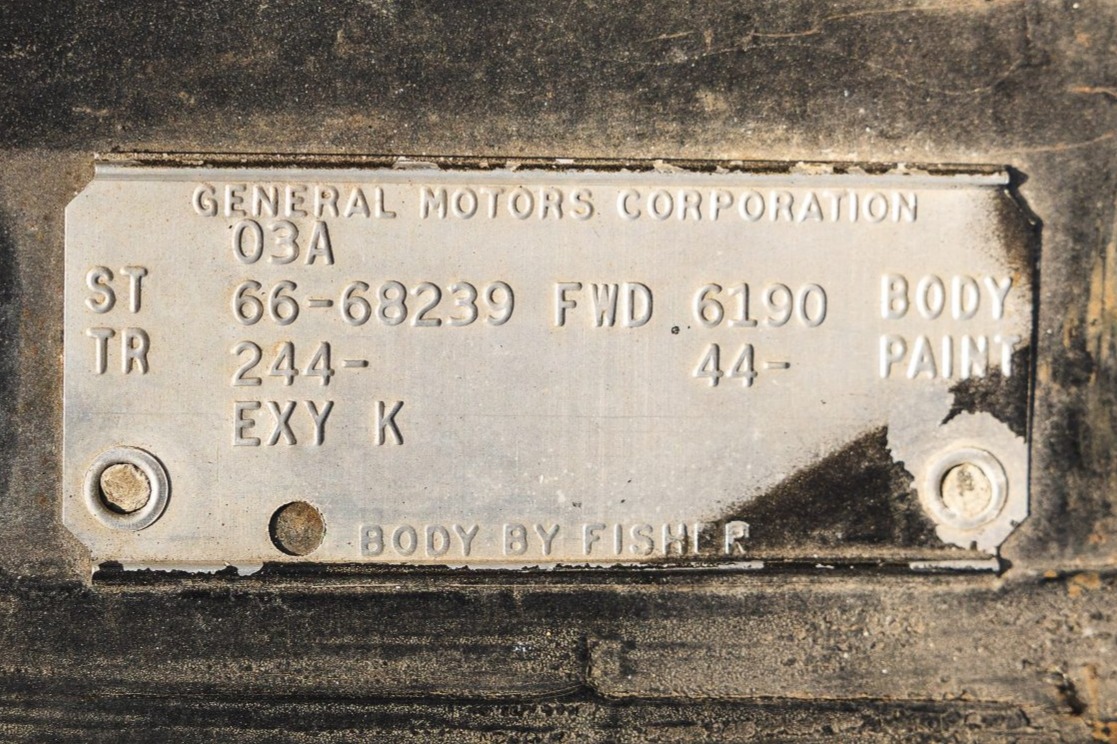 GENERAL MOTORS CORPORATION
03A
ST 66-68239 FWD 6190 BODY
TR 244- 44- PAINT
EXY K
BODY BY FISHER